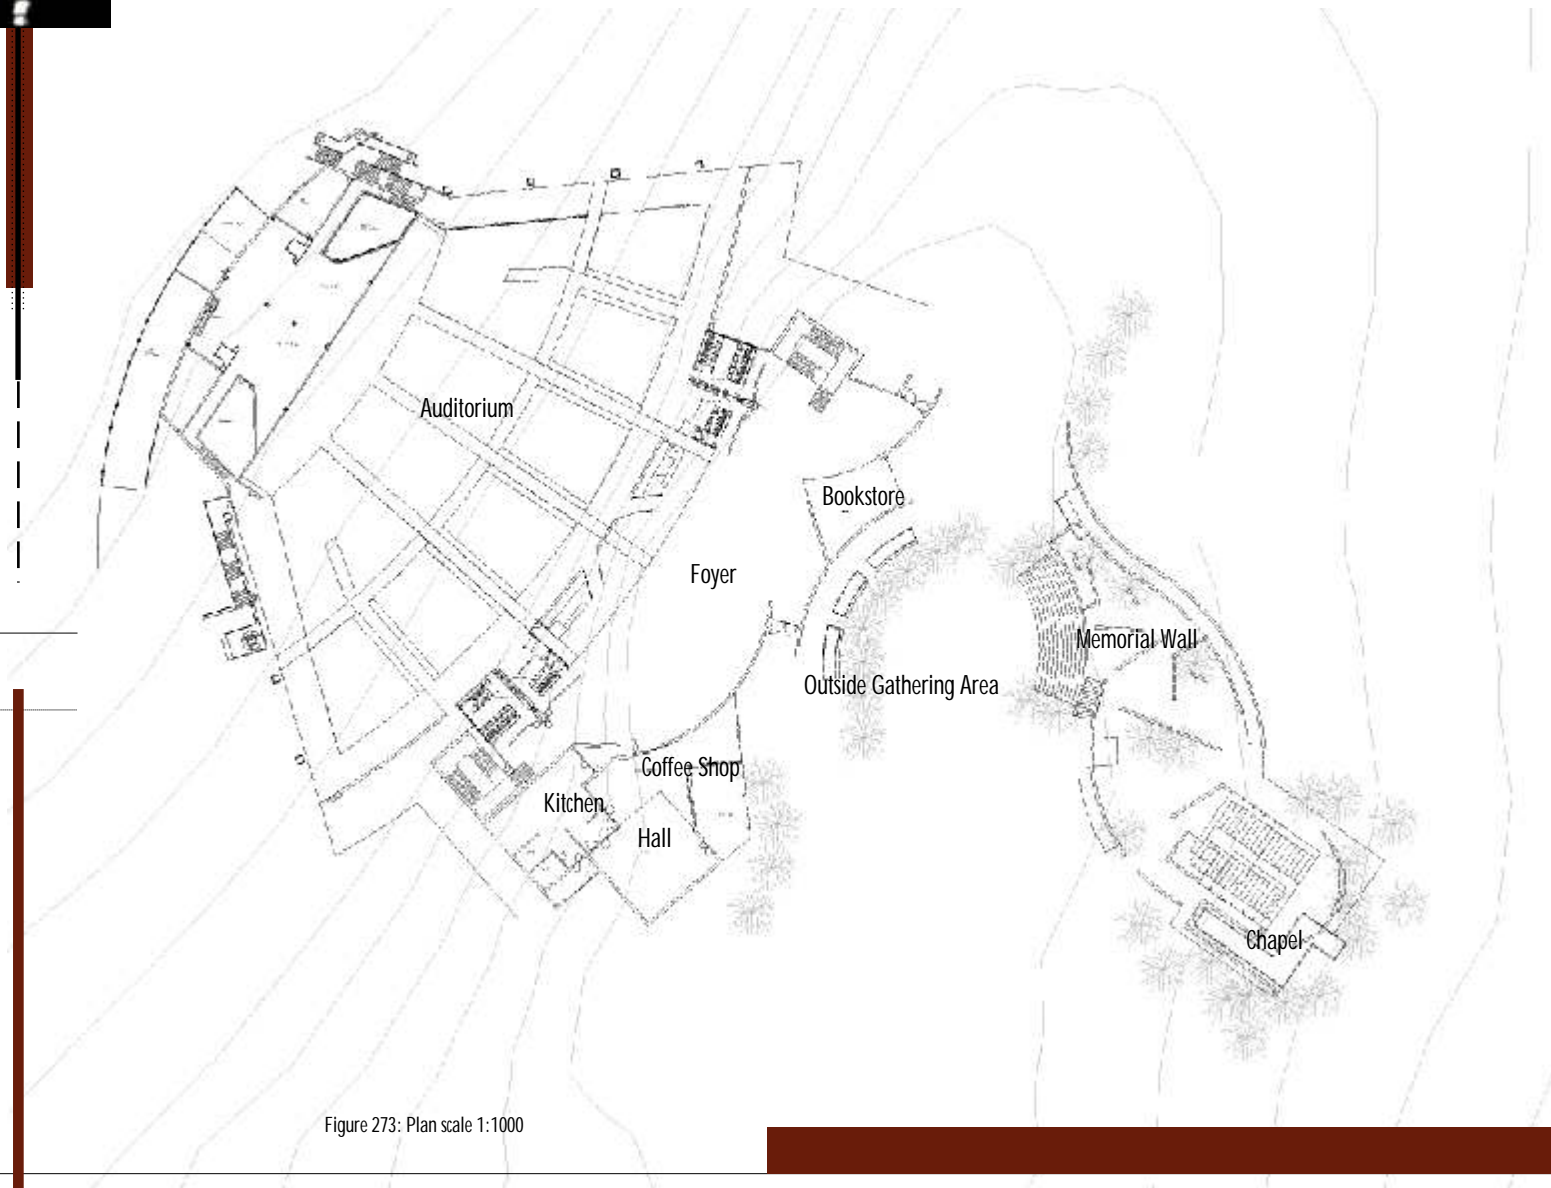 !
Auditorium
Bookstore
Foyer
Memorial Wall
Outside Gathering Area
Coffee Shop
Kitchen
Hall
Chapel
Figure 273: Plan scale 1:1000